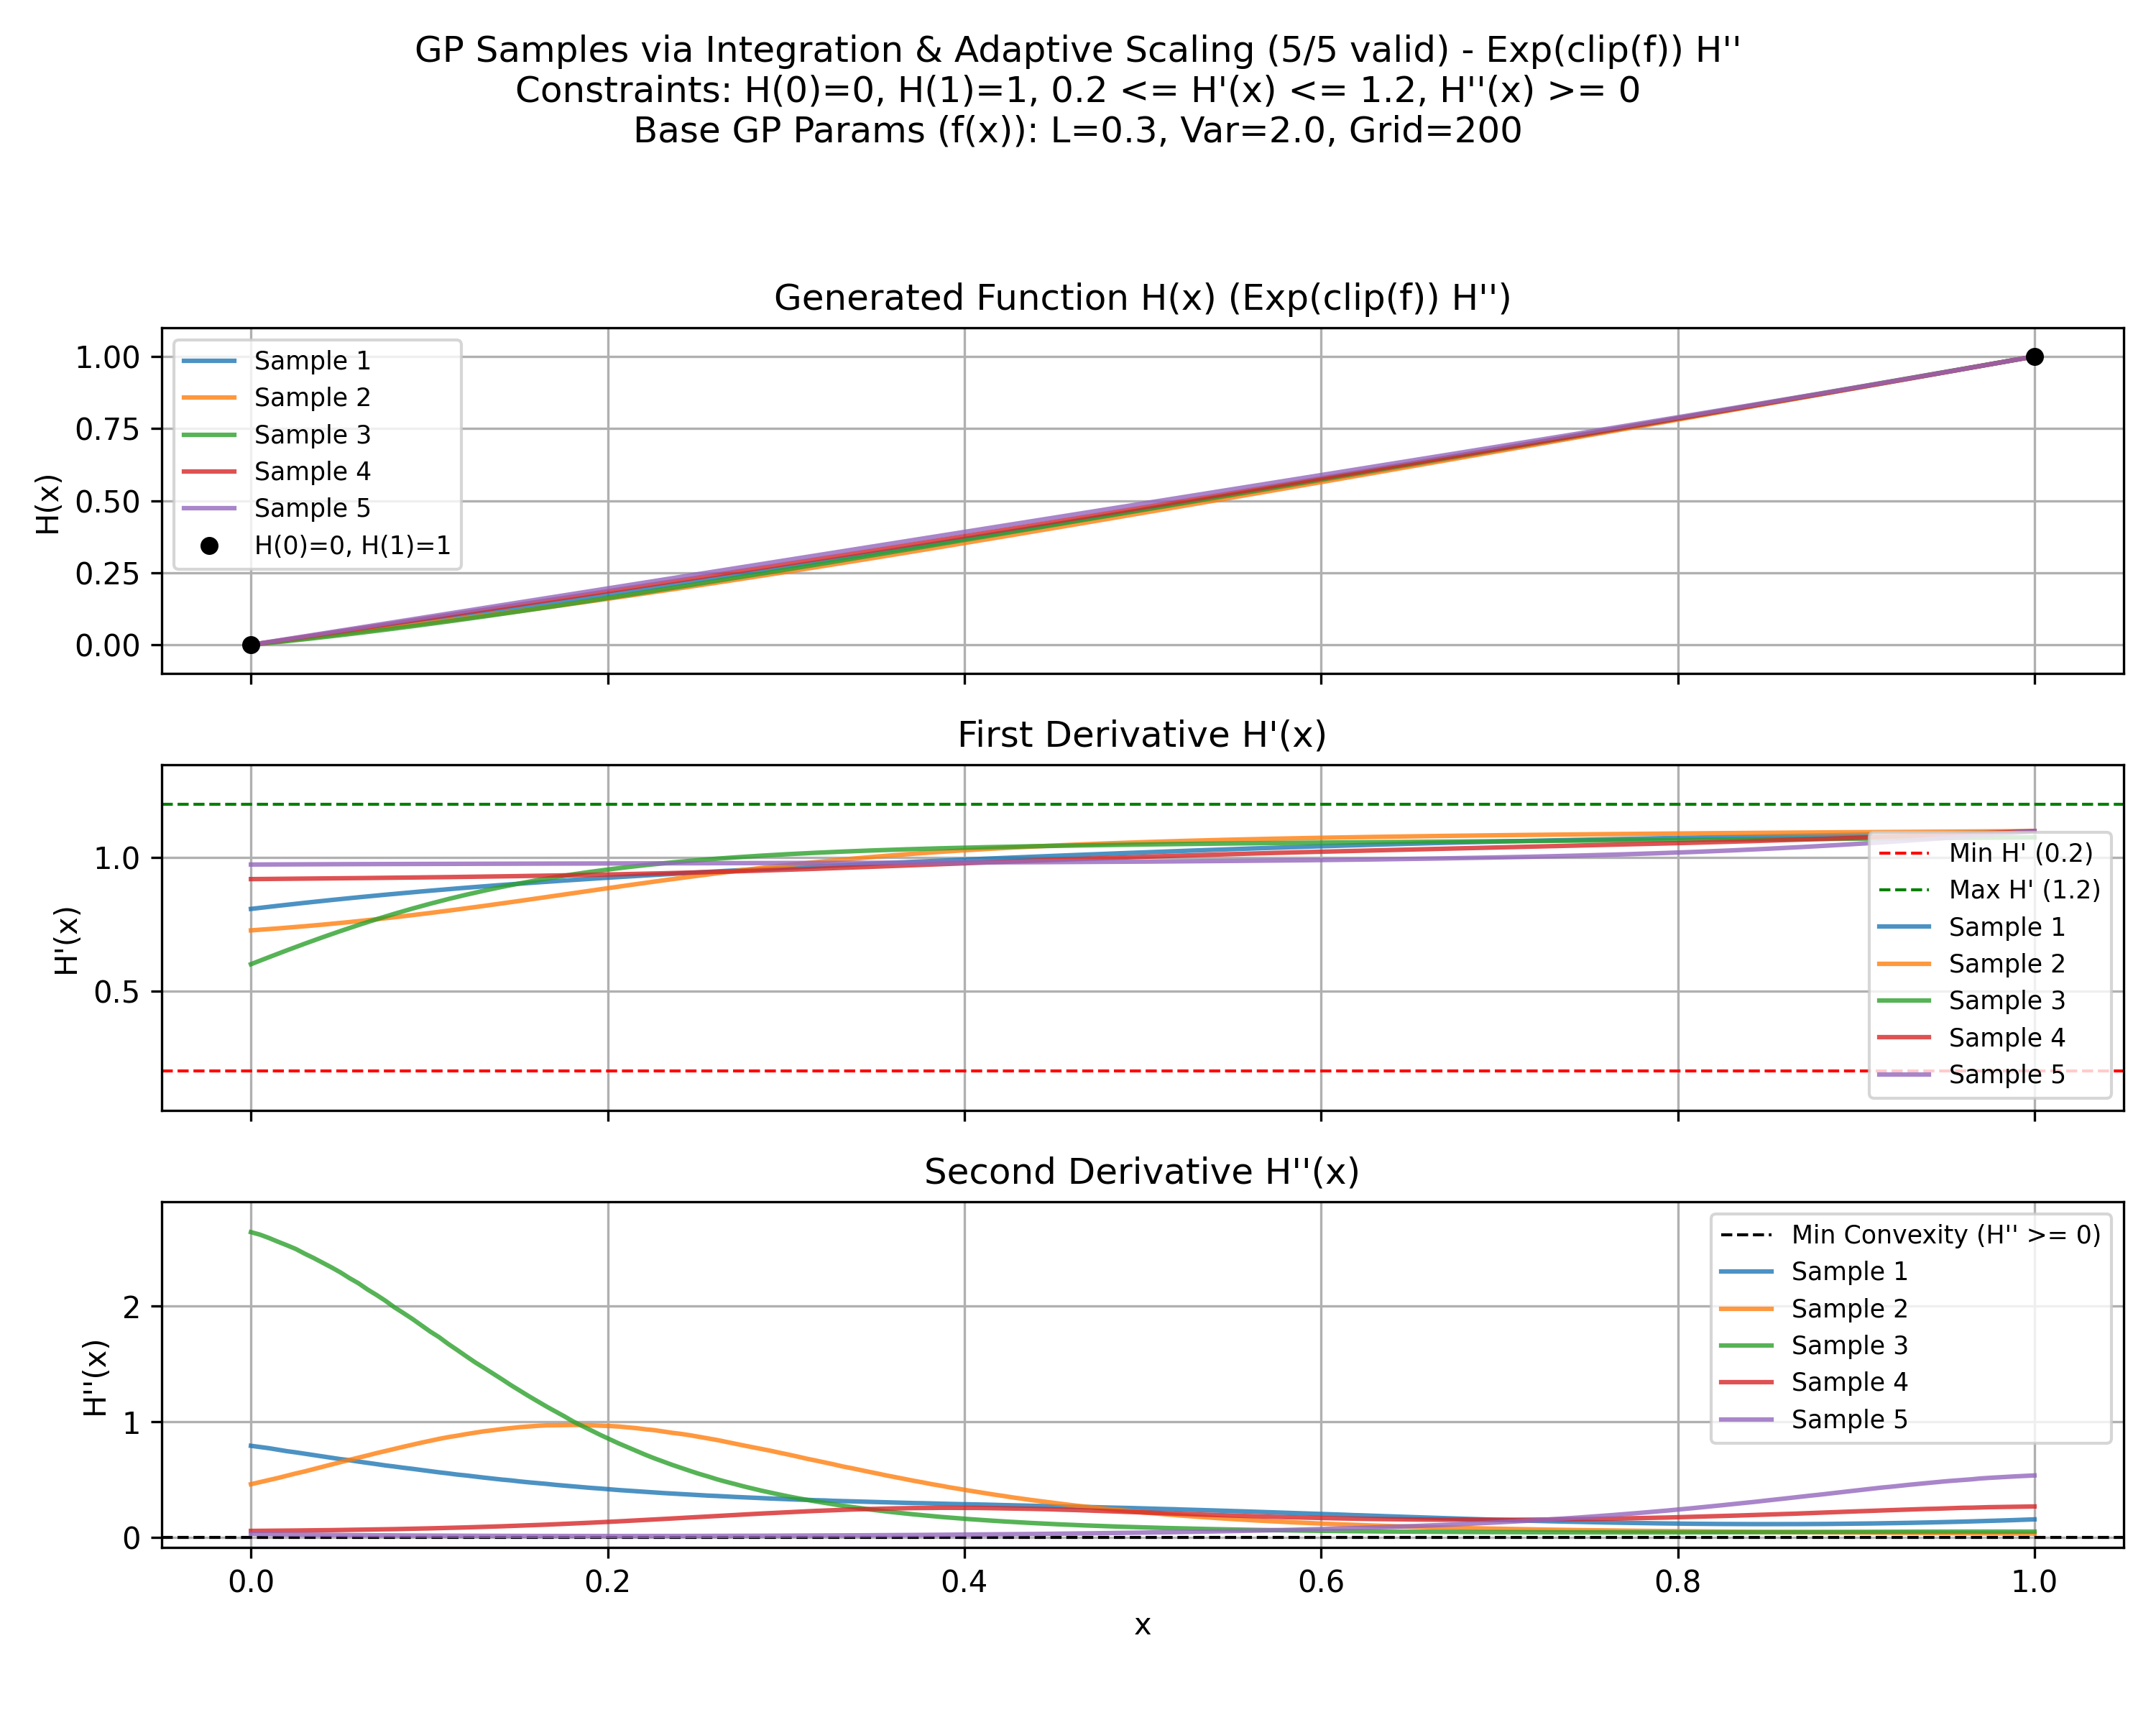 GP Samples via Integration & Adaptive Scaling (5/5 valid) - Exp(clip(f)) H''
Constraints: H(0)=0, H(1)=1, 0.2 <= H'(x) <= 1.2, H''(x) >= 0
Base GP Params (f(x)): L=0.3, Var=2.0, Grid=200
Generated Function H(x) (Exp(clip(f)) H'')
H(x)
1.00
0.75
0.50
0.25
0.00
Sample 1
Sample 2
Sample 3
Sample 4
Sample 5
H(0)=0, H(1)=1
First Derivative H'(x)
H'(x)
1.0
0.5
Min H' (0.2)
Max H' (1.2)
Sample 1
Sample 2
Sample 3
Sample 4
Sample 5
Second Derivative H''(x)
H''(x)
2
1
0
Min Convexity (H'' >= 0)
Sample 1
Sample 2
Sample 3
Sample 4
Sample 5
0.0 0.2 0.4 0.6 0.8 1.0
x